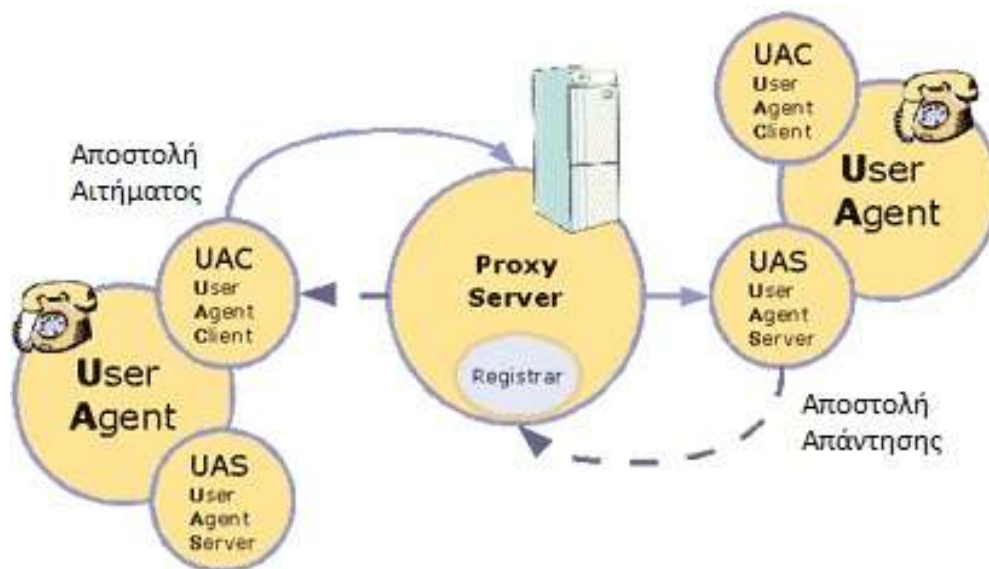 Αποστολή
Αιτήματος
UAC
User
Agent
Client
User
Agent
UAS
User
Agent
Server
Proxy
Server
Registrar
UAC
User
Agent
Client
User
Agent
UAS
User
Agent
Server
Αποστολή
Απάντησης